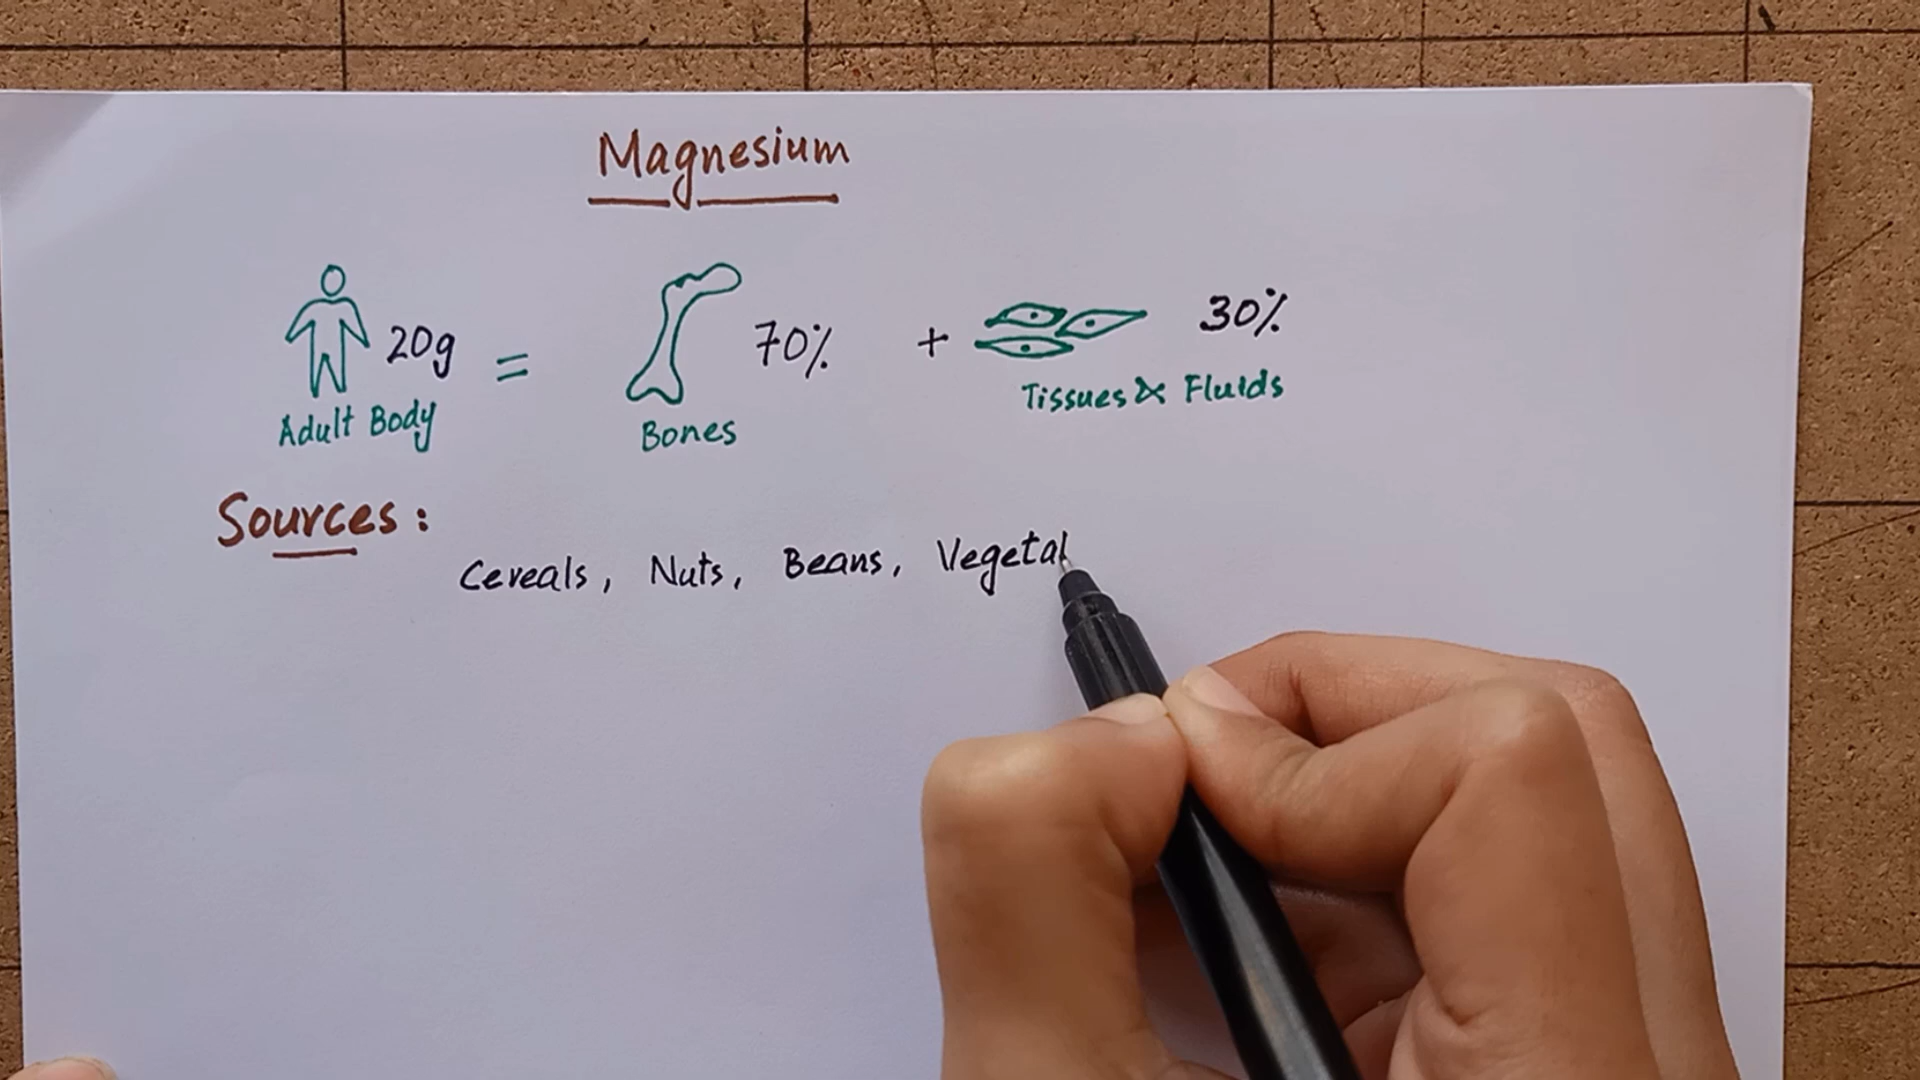 Magnesium
20g = 70% + 30%
Adult Body Bones Tissues & Fluids
Sources:
Cereals, Nuts, Beans, Vegetal